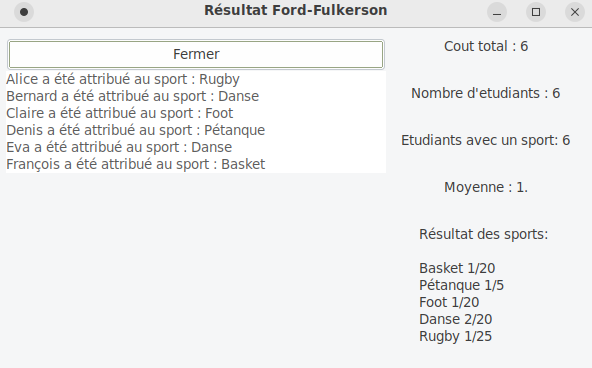 Résultat Ford-Fulkerson
Fermer
Alice a été attribué au sport : Rugby
Bernard a été attribué au sport : Danse
Claire a été attribué au sport : Foot
Denis a été attribué au sport : Pétanque
Eva a été attribué au sport : Danse
François a été attribué au sport : Basket
Cout total : 6
Nombre d'etudiants : 6
Etudiants avec un sport: 6
Moyenne : 1.
Résultat des sports:
Basket 1/20
Pétanque 1/5
Foot 1/20
Danse 2/20
Rugby 1/25